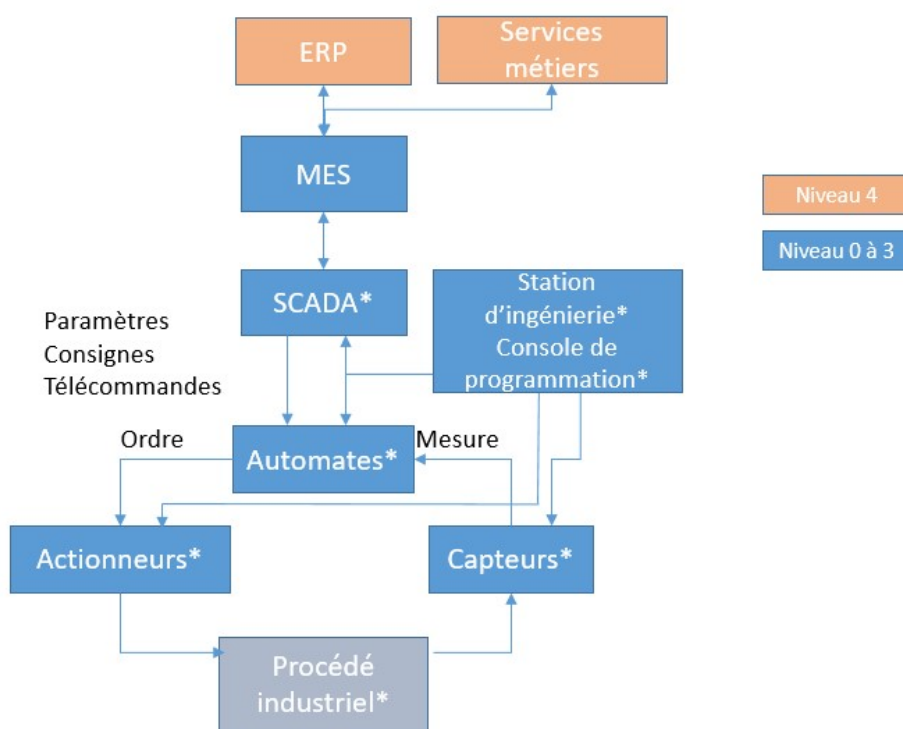 ERP
Services
métiers
MES
Niveau 4
Niveau 0 à 3
SCADA*
Station
d’ingénierie*
Console de
programmation*
Paramètres
Consignes
Télécommandes
Ordre
Automates*
Mesure
Actionneurs*
Capteurs*
Procédé
industriel*